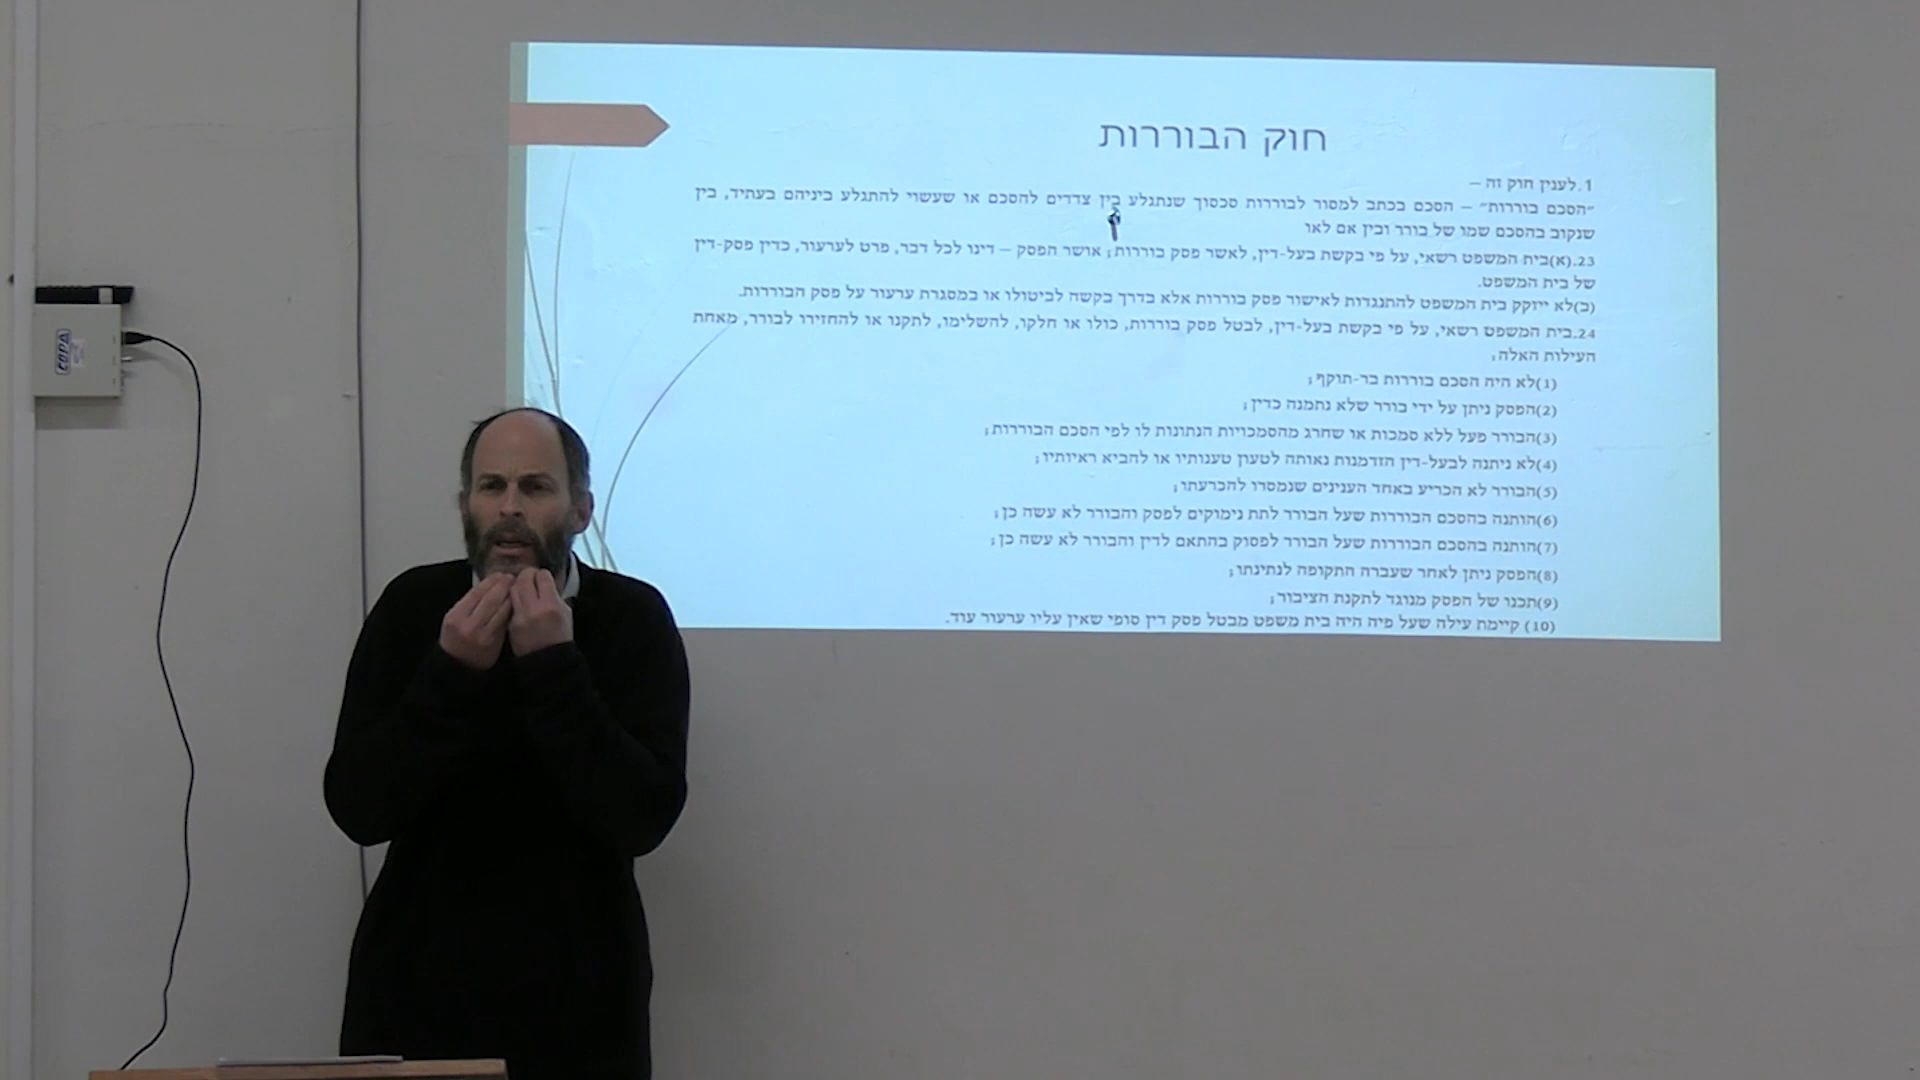 חוק הבוררות
1.לענין חוק זה –
"הסכם בוררות" – הסכם בכתב למסור לבוררות סכסוך שנתגלע בין צדדים להסכם או שעשוי להתגלע ביניהם בעתיד, בין
שנקוב בהסכם שמו של בורר ובין אם לאו
23.(א)בית המשפט רשאי, על פי בקשת בעל-דין, לאשר פסק בוררות; אושר הפסק – דינו לכל דבר, פרט לערעור, כדין פסק-דין
של בית המשפט.
(ב)לא ייזקק בית המשפט להתנגדות לאישור פסק בוררות אלא בדרך בקשה לביטולו או במסגרת ערעור על פסק הבוררות.
24.בית המשפט רשאי, על פי בקשת בעל-דין, לבטל פסק בוררות, כולו או חלקו, להשלימו, לתקנו או להחזירו לבורר, מאחת
העילות האלה:
(1)לא היה הסכם בוררות בר-תוקף;
(2)הפסק ניתן על ידי בורר שלא נתמנה כדין;
(3)הבורר פעל ללא סמכות או שחרג מהסמכויות הנתונות לו לפי הסכם הבוררות;
(4)לא ניתנה לבעל-דין הזדמנות נאותה לטעון טענותיו או להביא ראיותיו;
(5)הבורר לא הכריע באחד הענינים שנמסרו להכרעתו;
(6)הותנה בהסכם הבוררות שעל הבורר לתת נימוקים לפסק והבורר לא עשה כן;
(7)הותנה בהסכם הבוררות שעל הבורר לפסוק בהתאם לדין והבורר לא עשה כן;
(8)הפסק ניתן לאחר שעברה התקופה לנתינתו;
(9)תכנו של הפסק מנוגד לתקנת הציבור;
(10) קיימת עילה שעל פיה היה בית משפט מבטל פסק דין סופי שאין עליו ערעור עוד.
COPA